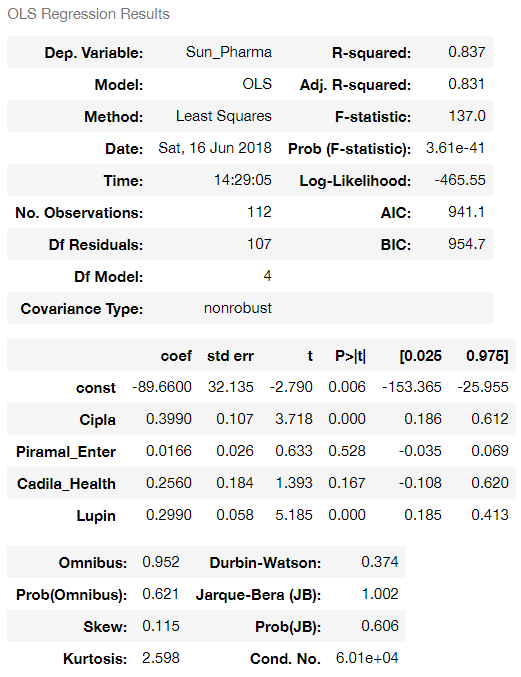 OLS Regression Results
Dep. Variable: Sun_Pharma R-squared: 0.837
Model: OLS Adj. R-squared: 0.831
Method: Least Squares F-statistic: 137.0
Date: Sat, 16 Jun 2018 Prob (F-statistic): 3.61e-41
Time: 14:29:05 Log-Likelihood: -465.55
No. Observations: 112 AIC: 941.1
Df Residuals: 107 BIC: 954.7
Df Model: 4
Covariance Type: nonrobust
coef std err t P>|t| [0.025 0.975]
const -89.6600 32.135 -2.790 0.006 -153.365 -25.955
Cipla 0.3990 0.107 3.718 0.000 0.186 0.612
Piramal_Enter 0.0166 0.026 0.633 0.528 -0.035 0.069
Cadila_Health 0.2560 0.184 1.393 0.167 -0.108 0.620
Lupin 0.2990 0.058 5.185 0.000 0.185 0.413
Omnibus: 0.952 Durbin-Watson: 0.374
Prob(Omnibus): 0.621 Jarque-Bera (JB): 1.002
Skew: 0.115 Prob(JB): 0.606
Kurtosis: 2.598 Cond. No. 6.01e+04